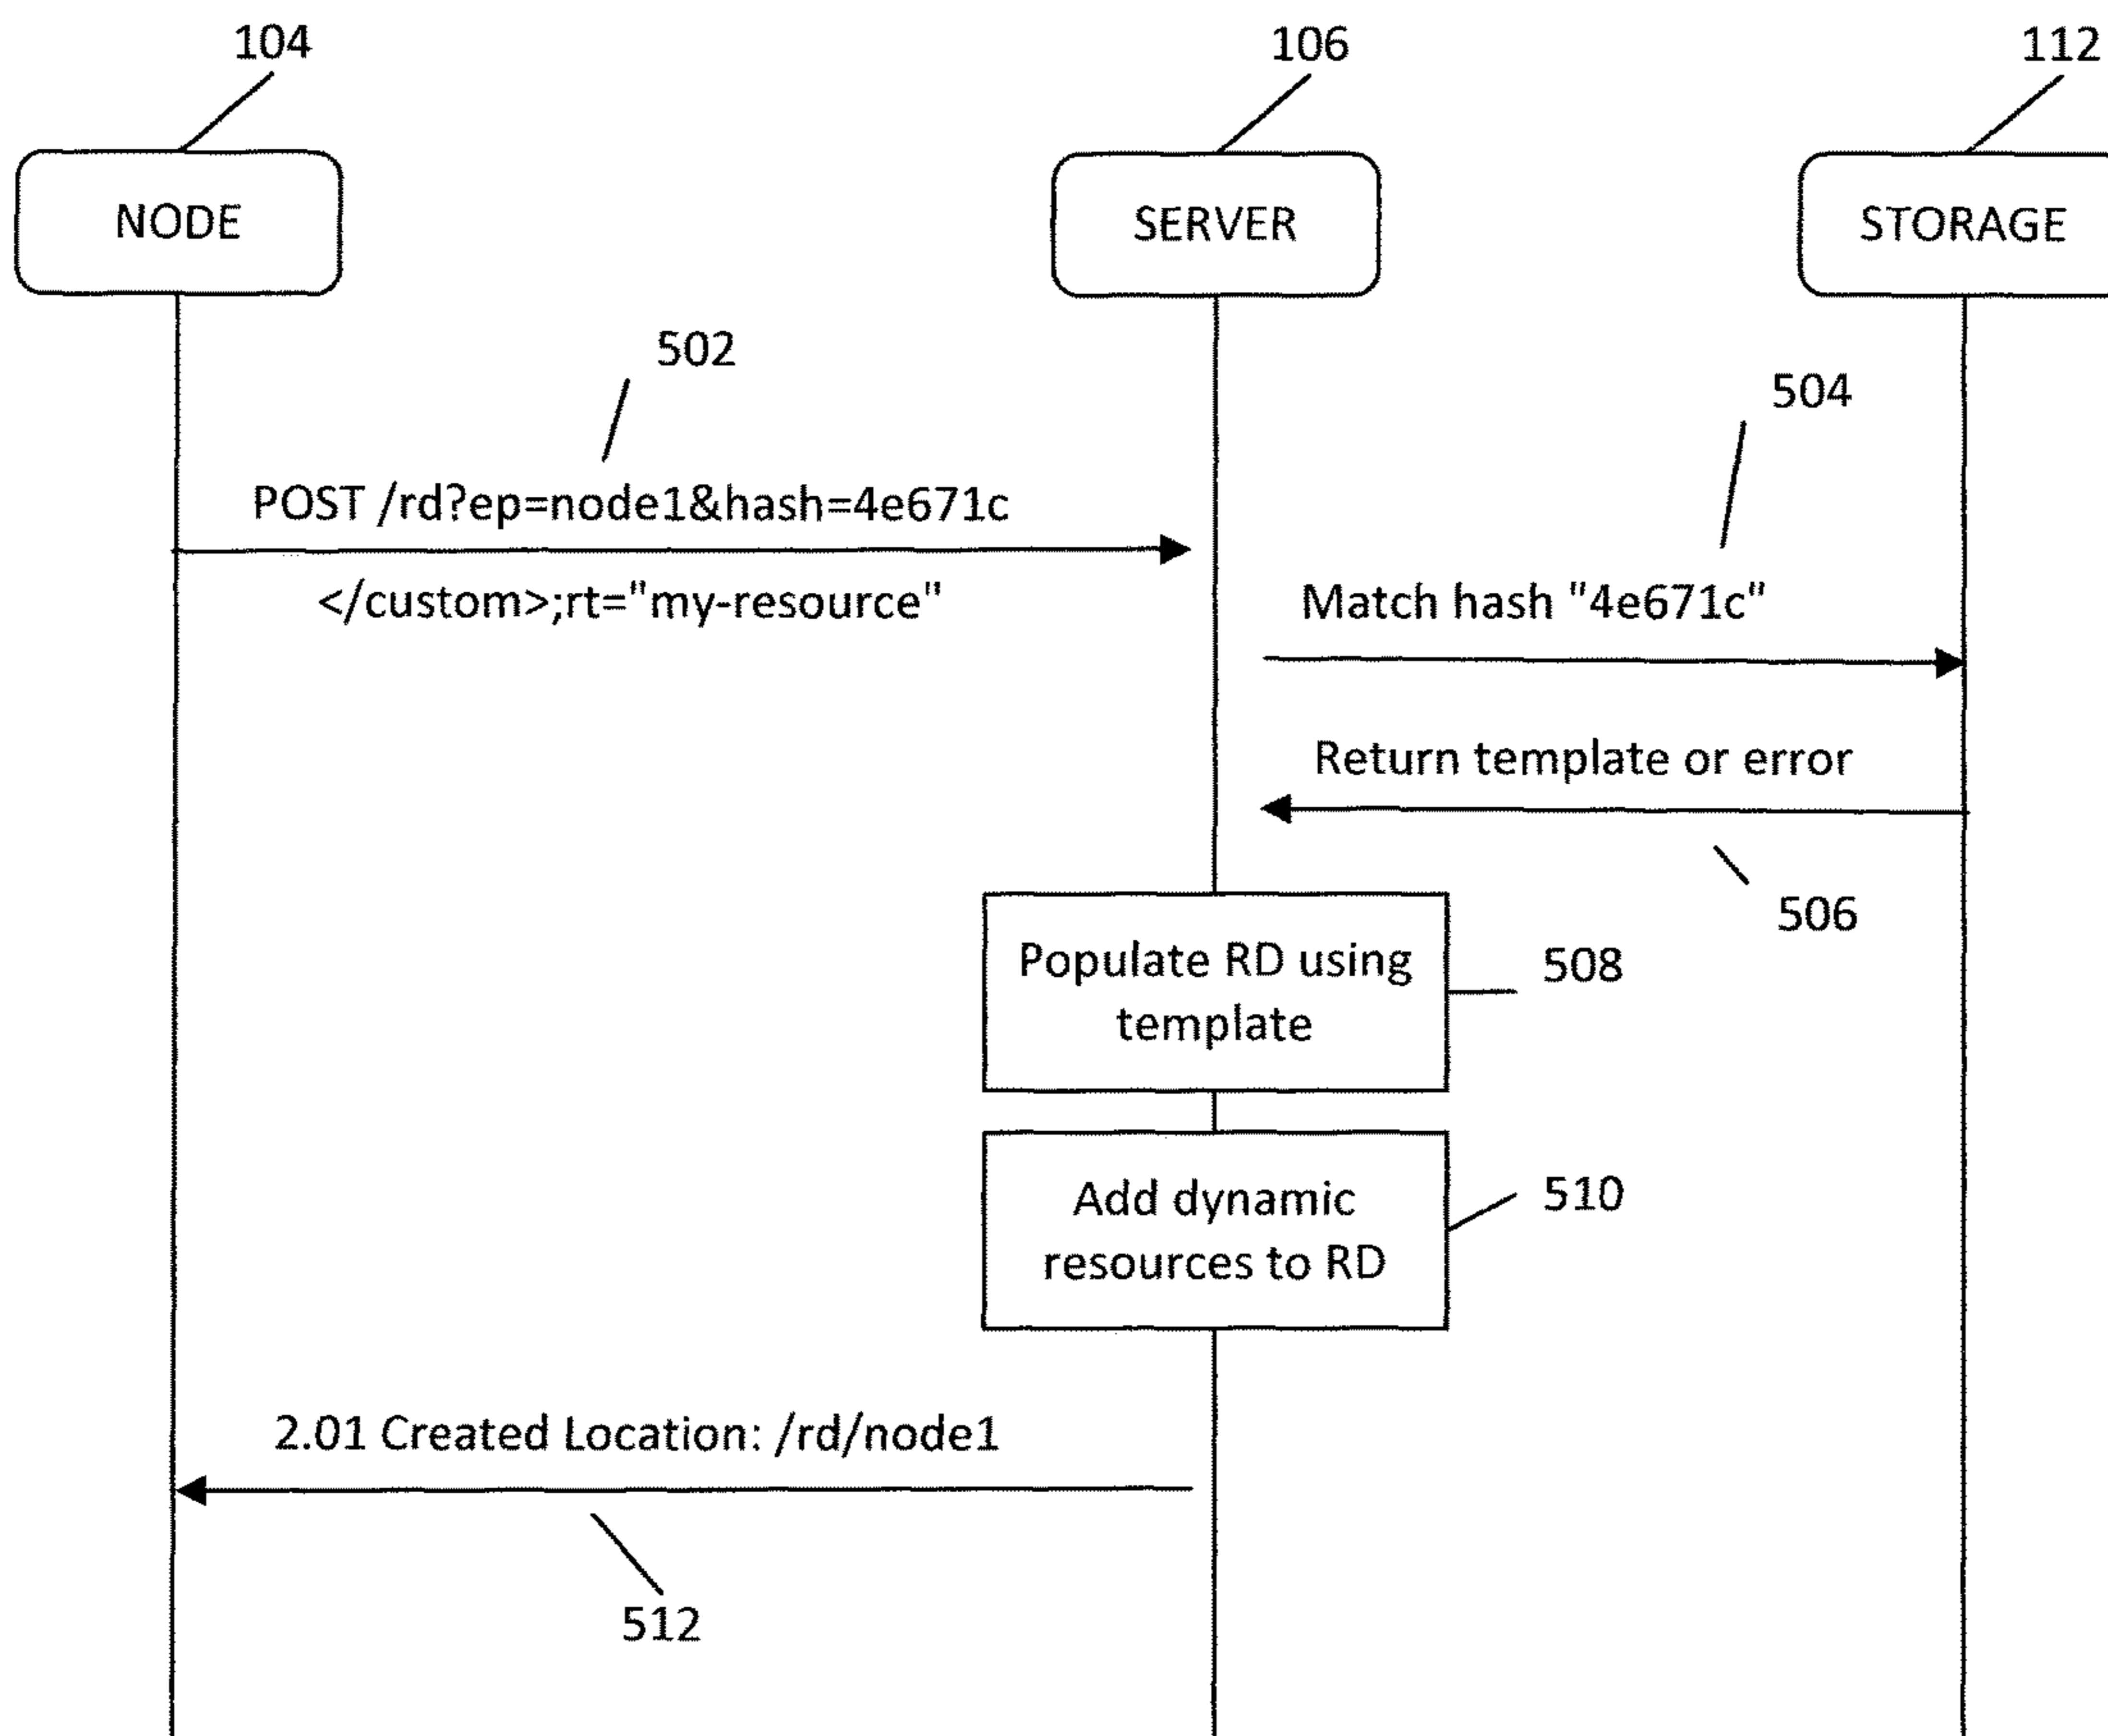 104
106
112
NODE
SERVER
STORAGE
502
504
POST /rd?ep=node1&hash=4e671c
</custom>;rt="my-resource"
Match hash "4e671c"
Return template or error
506
Populate RD using
template
508
Add dynamic
resources to RD
510
2.01 Created Location: /rd/node1
512